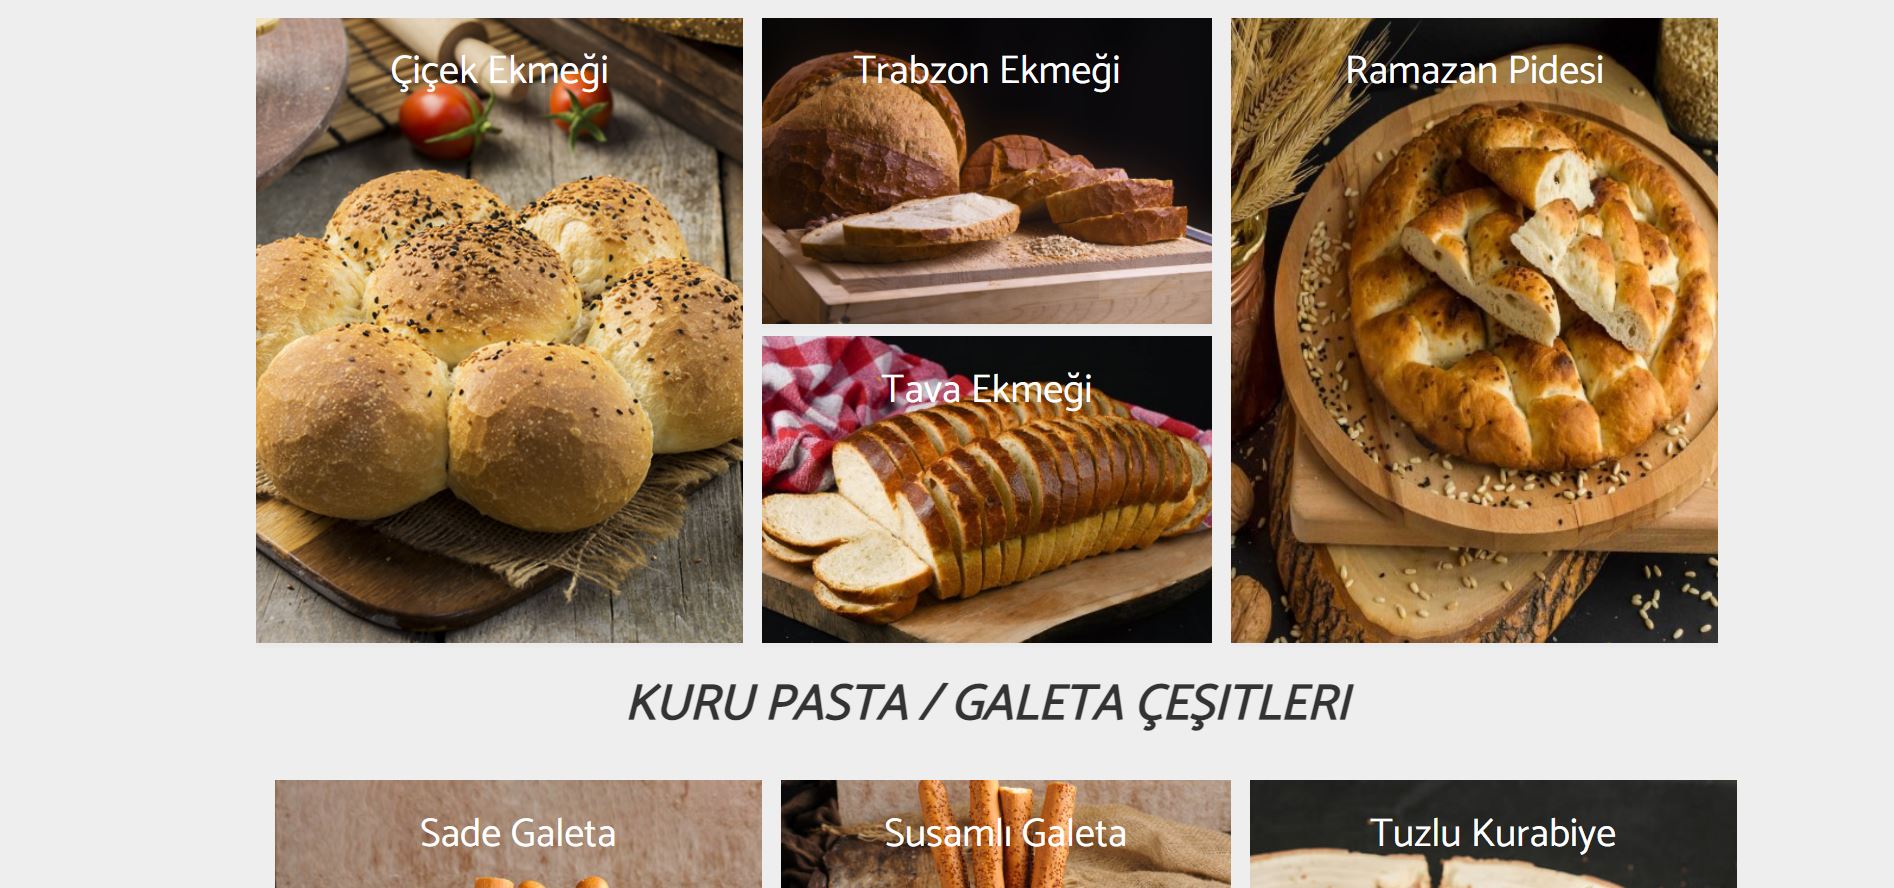 Çiçek Ekmeği
Trabzon Ekmeği
Ramazan Pidesi
Tava Ekmeği
KURU PASTA / GALETA ÇEŞITLERI
Sade Galeta
Susamlı Galeta
Tuzlu Kurabiye